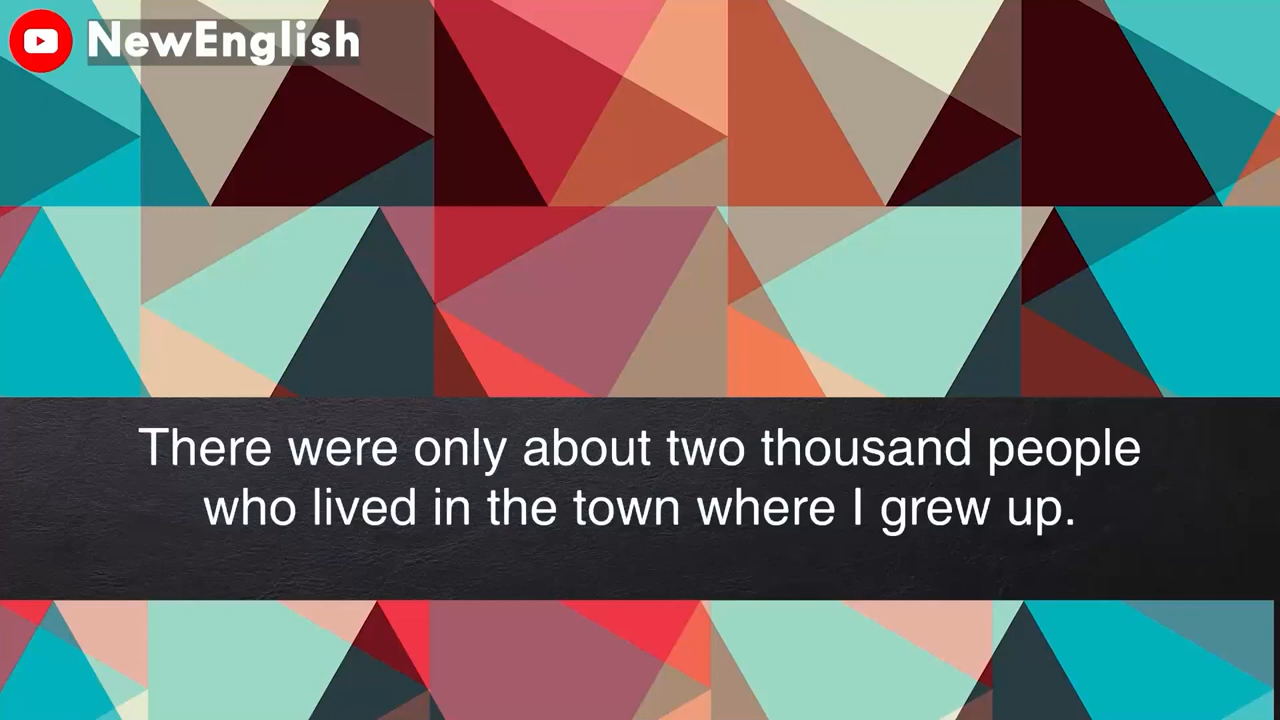 NewEnglish
There were only about two thousand people
who lived in the town where I grew up.